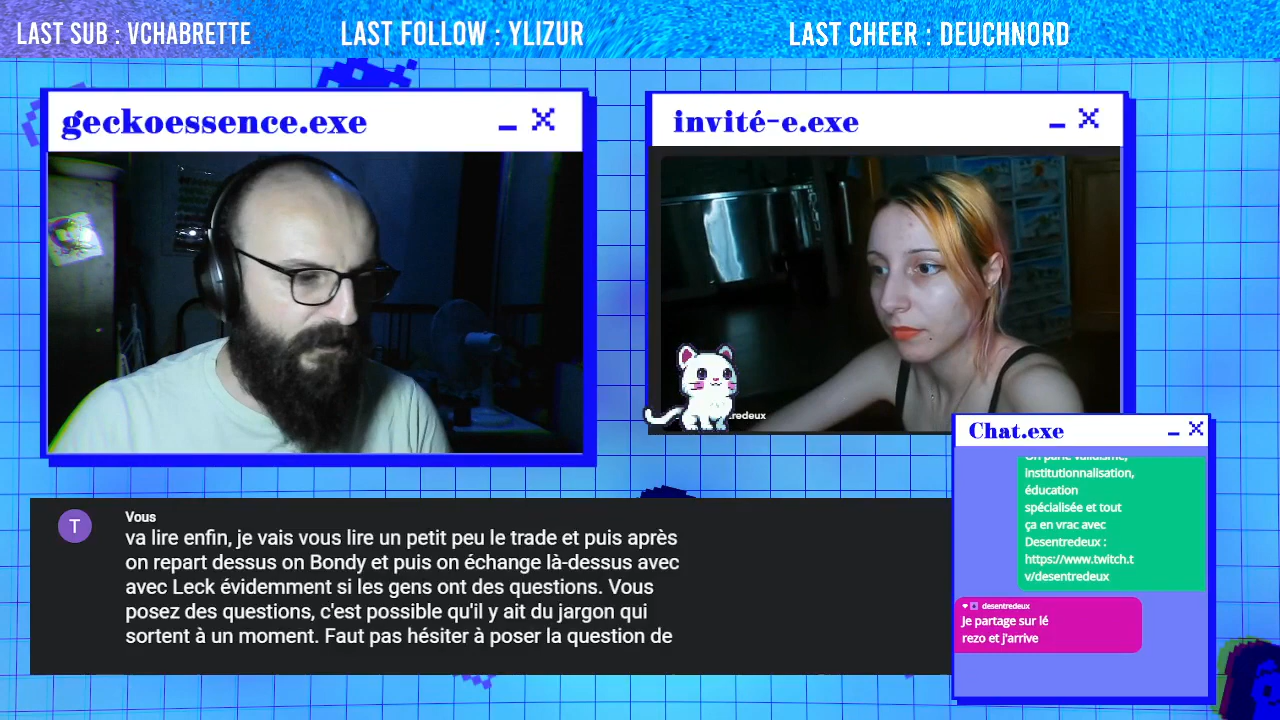 LAST SUB : VCHABRETTE
LAST FOLLOW : YLIZUR
LAST CHEER : DEUCHNORD
geckoessence.exe
invité-e.exe
.redeux
T
Vous
va lire enfin, je vais vous lire un petit peu le trade et puis après
on repart dessus on Bondy et puis on échange là-dessus avec
avec Leck évidemment si les gens ont des questions. Vous
posez des questions, c'est possible qu'il y ait du jargon qui
sortent à un moment. Faut pas hésiter à poser la question de
Chat.exe
On parle validisme,
institutionnalisation,
éducation
spécialisée et tout
ça en vrac avec
Desentredeux :
https://www.twitch.t
v/desentredeux
desentredeux
Je partage sur lé
rezo et j'arrive